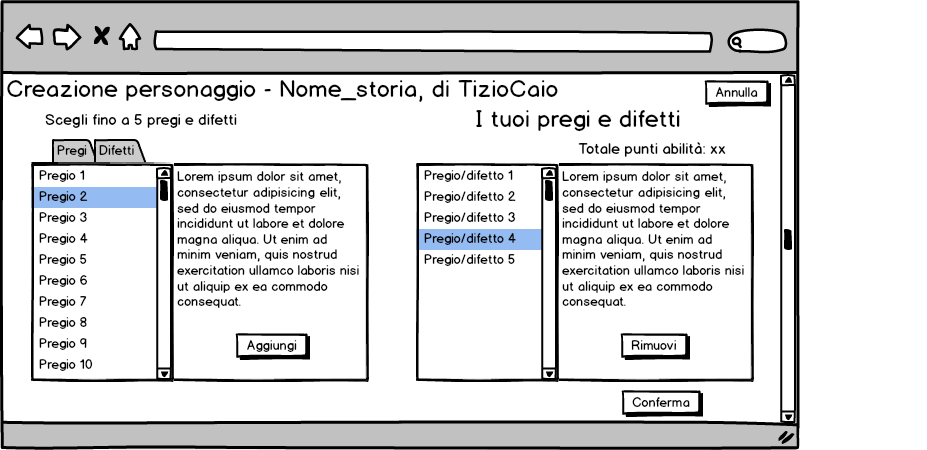 Creazione personaggio - Nome_storia, di TizioCaio
Annulla
Scegli fino a 5 pregi e difetti
Pregi
Difetti
Pregio 1
Pregio 2
Pregio 3
Pregio 4
Pregio 5
Pregio 6
Pregio 7
Pregio 8
Pregio 9
Pregio 10
Lorem ipsum dolor sit amet,
consectetur adipisicing elit,
sed do eiusmod tempor
incididunt ut labore et dolore
magna aliqua. Ut enim ad
minim veniam, quis nostrud
exercitation ullamco laboris nisi
ut aliquip ex ea commodo
consequat.
Aggiungi
I tuoi pregi e difetti
Totale punti abilità: xx
Pregio/difetto 1
Pregio/difetto 2
Pregio/difetto 3
Pregio/difetto 4
Pregio/difetto 5
Lorem ipsum dolor sit amet,
consectetur adipisicing elit,
sed do eiusmod tempor
incididunt ut labore et dolore
magna aliqua. Ut enim ad
minim veniam, quis nostrud
exercitation ullamco laboris nisi
ut aliquip ex ea commodo
consequat.
Rimuovi
Conferma